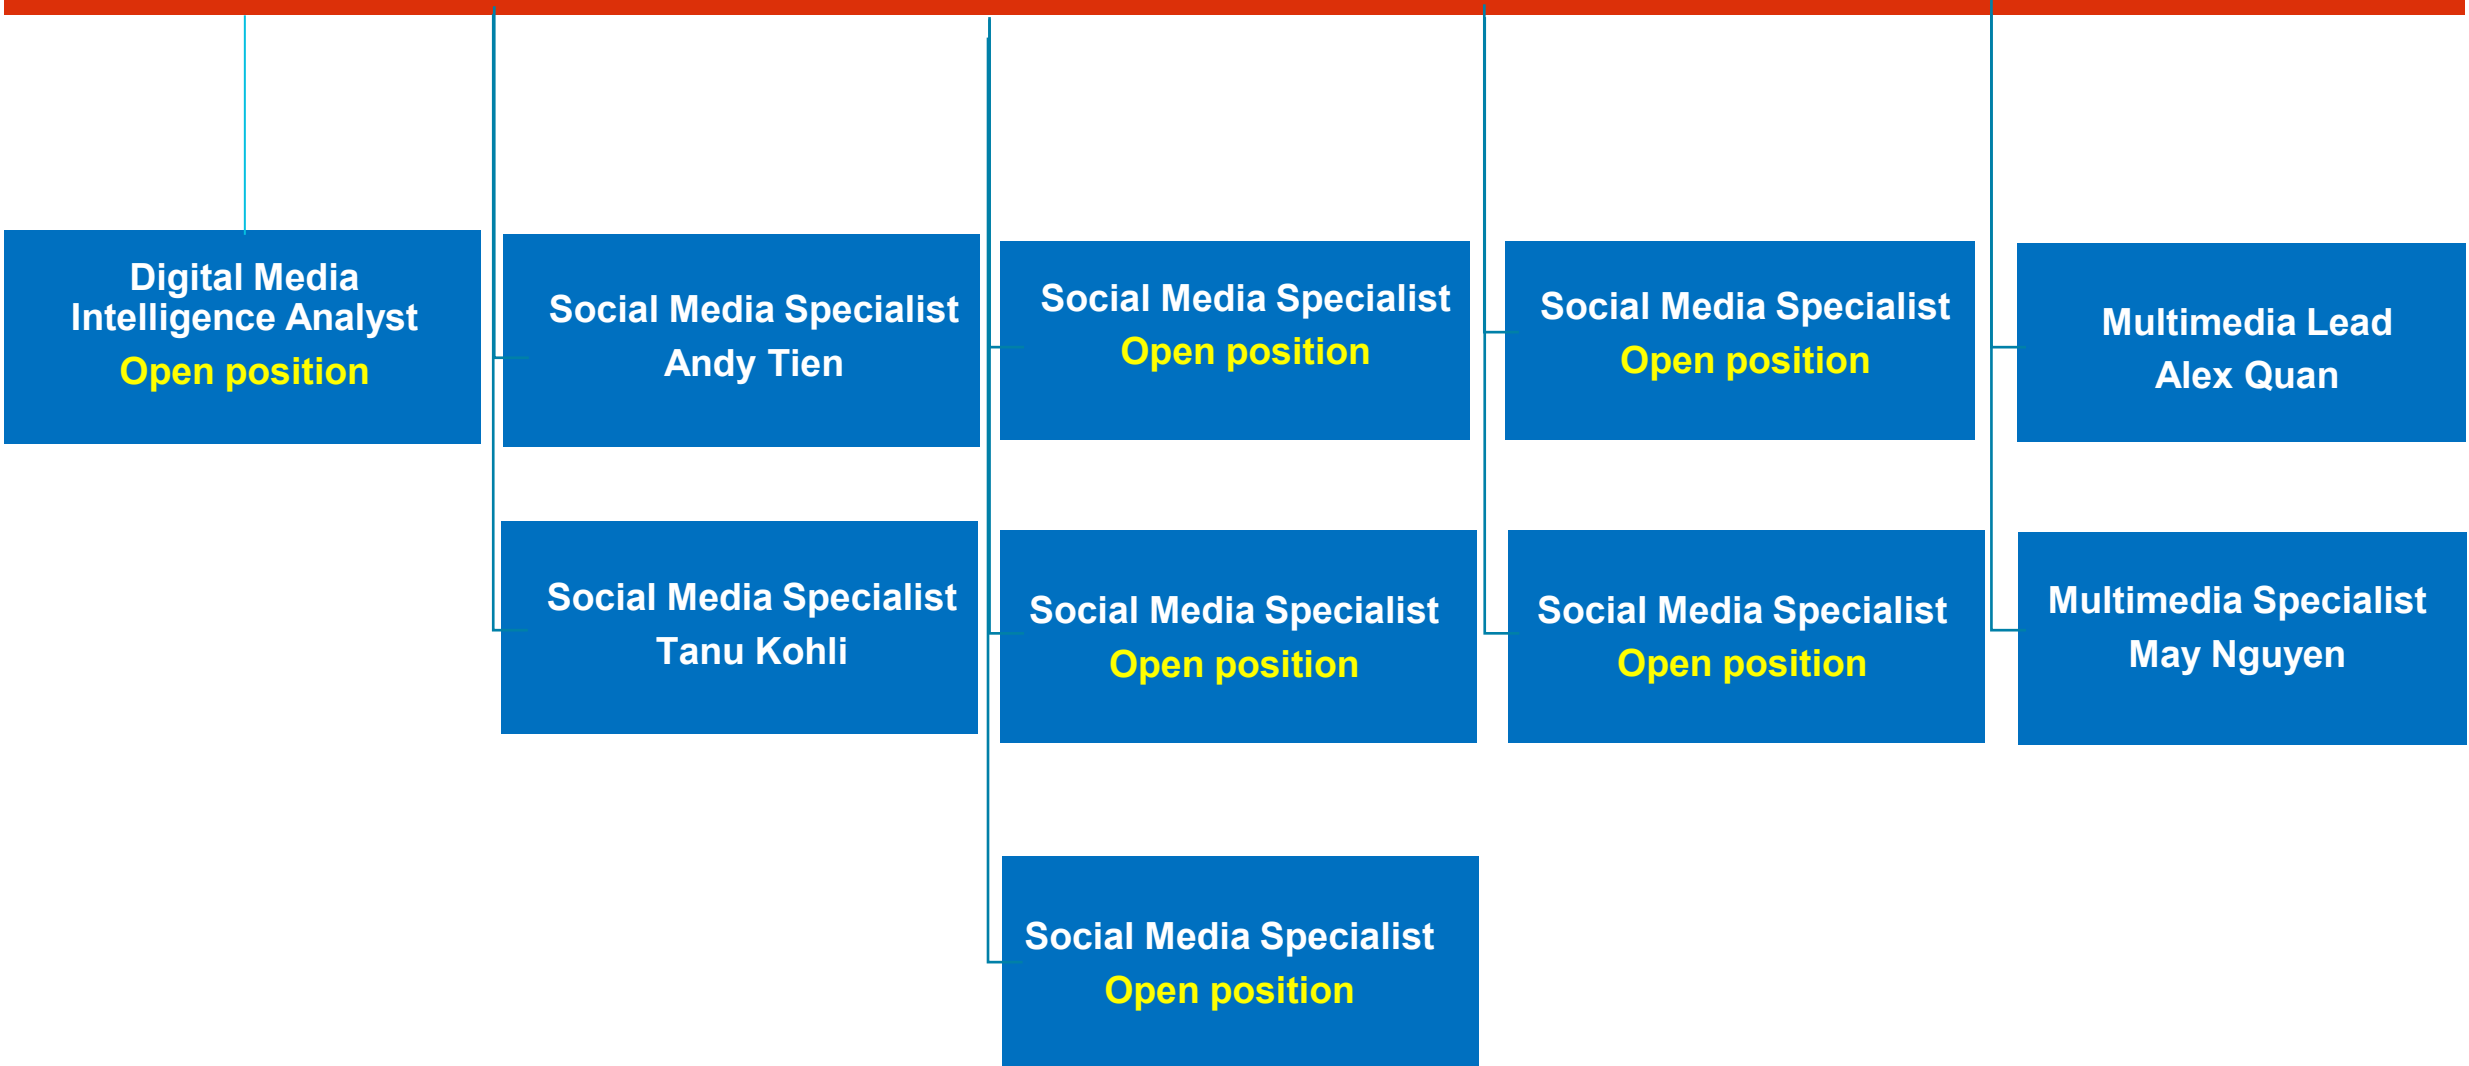 Digital Media
Intelligence Analyst
Open position
Social Media Specialist
Andy Tien
Social Media Specialist
Open position
Social Media Specialist
Open position
Multimedia Lead
Alex Quan
Social Media Specialist
Tanu Kohli
Social Media Specialist
Open position
Social Media Specialist
Open position
Multimedia Specialist
May Nguyen
Social Media Specialist
Open position